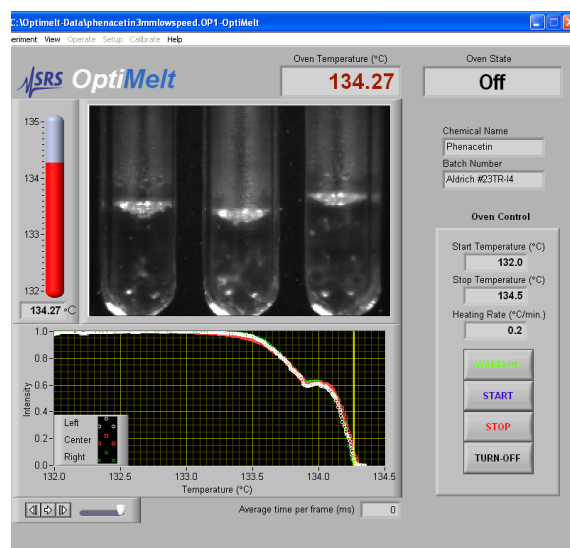 C:\Optimelt-Data\phenacetin3mmlowspeed.OP1-OptiMelt
eriment View Operate Setup Calibrate Help
SRS OptiMelt
Oven Temperature (°C)
134.27
Oven State
Off
135-
134-
133-
132-
134.27 °C
Chemical Name
Phenacetin
Batch Number
Aldrich #23TR-I4
Oven Control
Start Temperature (°C)
132.0
Stop Temperature (°C)
134.5
Heating Rate (°C/min.)
0.2
START
STOP
TURN-OFF
Intensity
1.0-
0.8-
0.6-
0.4-
0.2-
0.0-
Left
Center
Right
132.0 132.5 133.0 133.5 134.0 134.5
Temperature (°C)
Average time per frame (ms) 0